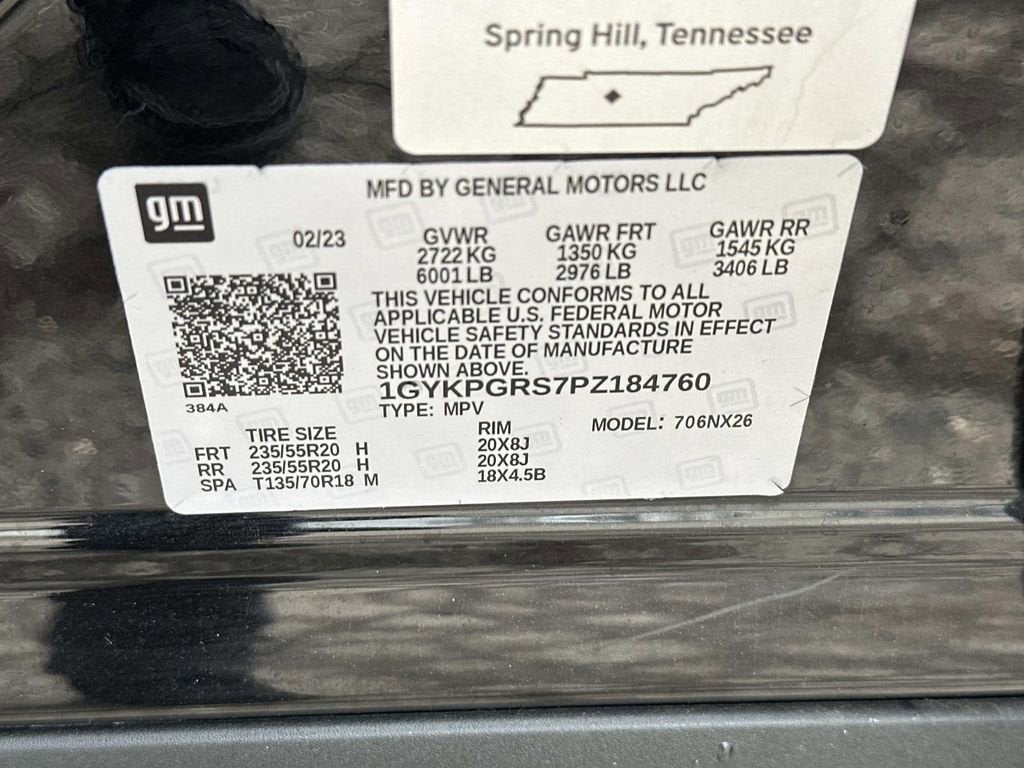 Spring Hill, Tennessee
gm
MFD BY GENERAL MOTORS LLC
02/23
GVWR GAWR FRT GAWR RR
2722 KG 1350 KG 1545 KG
6001 LB 2976 LB 3406 LB
THIS VEHICLE CONFORMS TO ALL
APPLICABLE U.S. FEDERAL MOTOR
VEHICLE SAFETY STANDARDS IN EFFECT
ON THE DATE OF MANUFACTURE
SHOWN ABOVE.
1GYKPGRS7PZ184760
384A
TYPE: MPV
MODEL: 706NX26
TIRE SIZE RIM
FRT 235/55R20 H 20X8J
RR 235/55R20 H 20X8J
SPA T135/70R18 M 18X4.5B